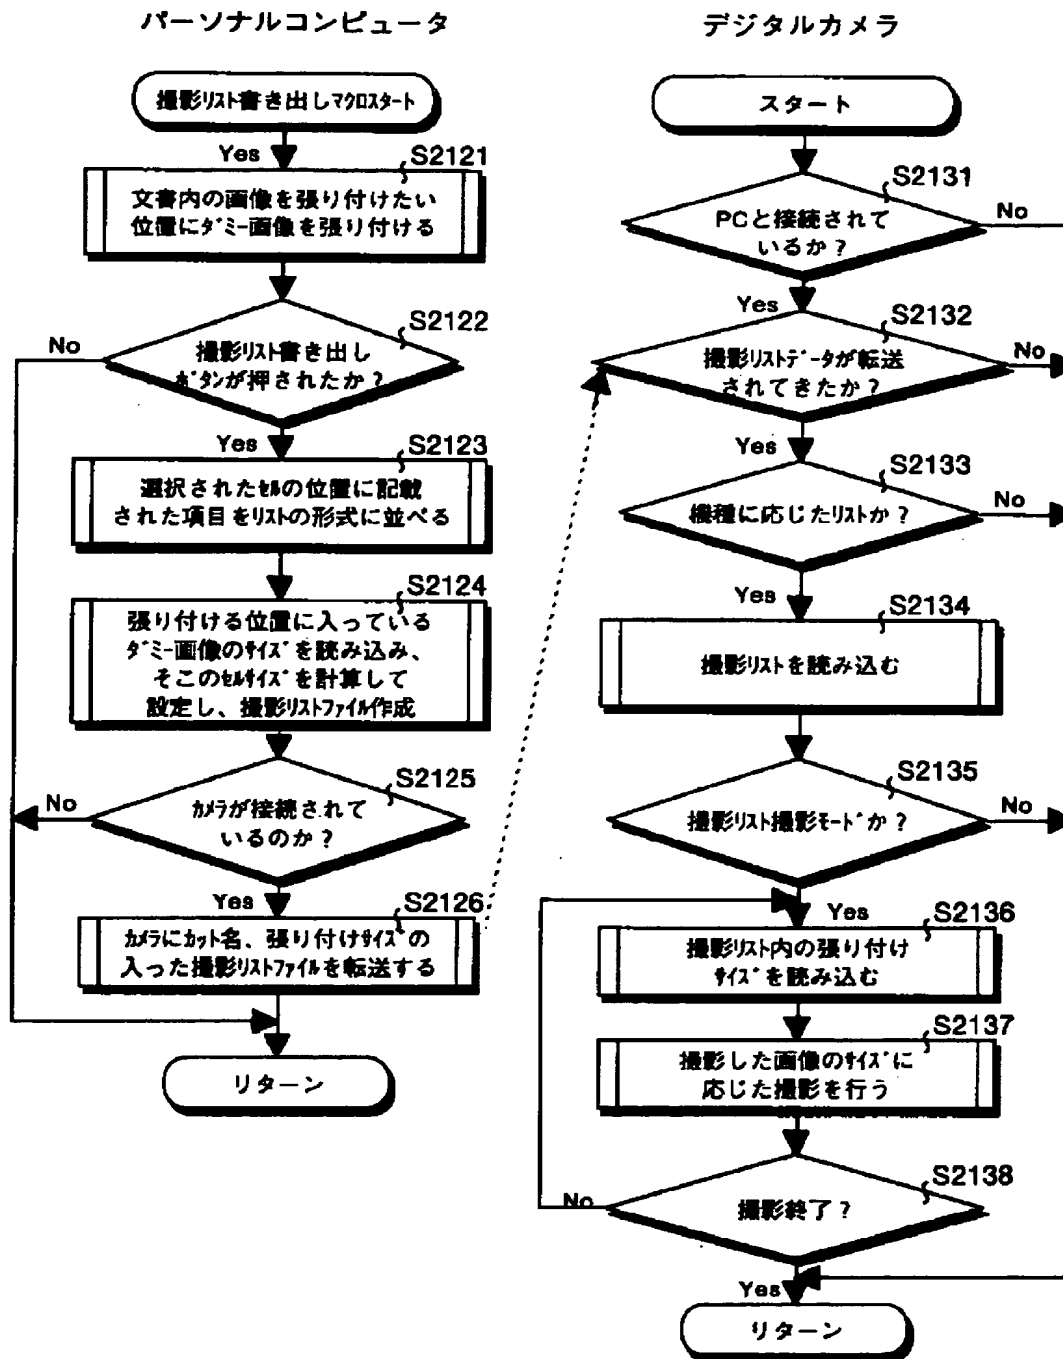 パーソナルコンピュータ
撮影リスト書き出しマクロスタート
Yes
S2121
文書内の画像を張り付けたい
位置にダミー画像を張り付ける
S2122
No
撮影リスト書き出し
ボタンが押されたか？
Yes
S2123
選択されたセルの位置に記載
された項目をリストの形式に並べる
S2124
張り付ける位置に入っている
ダミー画像のサイズを読み込み、
そこのセルサイズを計算して
設定し、撮影リストファイル作成
S2125
No
カメラが接続されて
いるのか？
Yes
S2126
カメラにカット名、張り付けサイズの
入った撮影リストファイルを転送する
リターン
デジタルカメラ
スタート
S2131
No
PCと接続されて
いるか？
Yes
S2132
No
撮影リストデータが転送
されてきたか？
Yes
S2133
No
機種に応じたリストか？
Yes
S2134
撮影リストを読み込む
S2135
No
撮影リスト撮影モードか？
Yes
S2136
撮影リスト内の張り付け
サイズを読み込む
S2137
撮影した画像のサイズに
応じた撮影を行う
S2138
No
撮影終了？
Yes
リターン